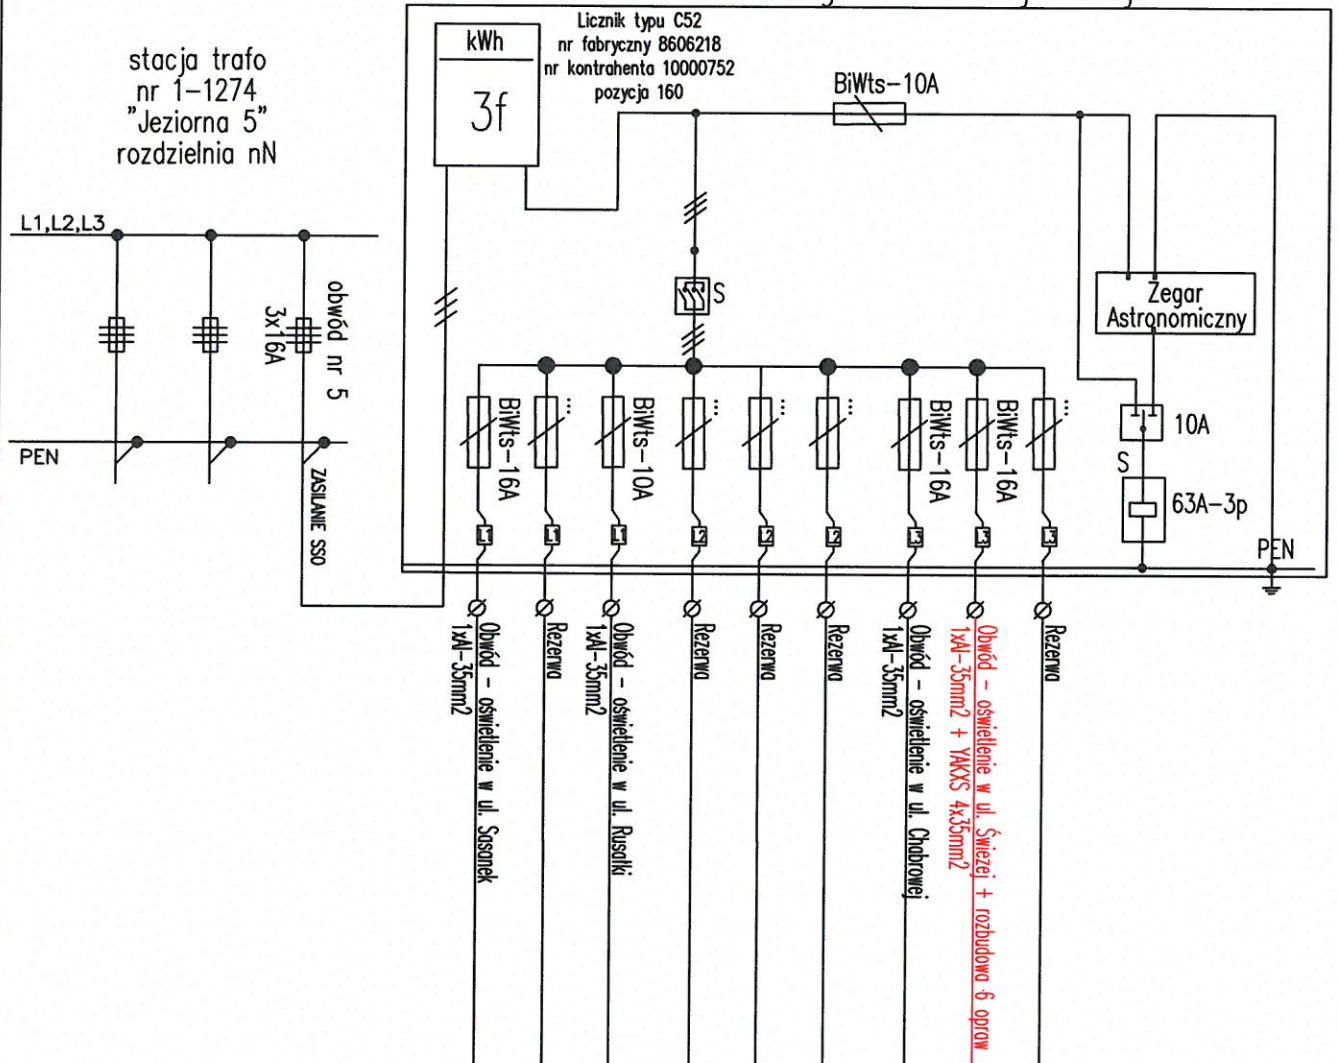 stacja trafo
nr 1-1274
"Jeziorna 5"
rozdzielnia nN
L1,L2,L3
obwód nr 5
3x16A
PEN
ZASILANIE SSO
kWh
3f
Licznik typu C52
nr fabryczny 8606218
nr kontrahenta 10000752
pozycja 160
BiWts-10A
S
Zegar
Astronomiczny
10A
S
63A-3p
PEN
BiWts-16A
...
BiWts-10A
...
...
...
BiWts-16A
BiWts-16A
...
L1
L1
L1
L2
L2
L2
L3
L3
L3
Obwód - oświetlenie w ul. Sasanek
1xAl-35mm2
Rezerwa
Obwód - oświetlenie w ul. Rusałki
1xAl-35mm2
Rezerwa
Rezerwa
Rezerwa
Obwód - oświetlenie w ul. Chabrowej
1xAl-35mm2
Obwód - oświetlenie w ul. Świeżej + rozbudowa 6 opraw
1xAl-35mm2 + YAKXS 4x35mm2
Rezerwa